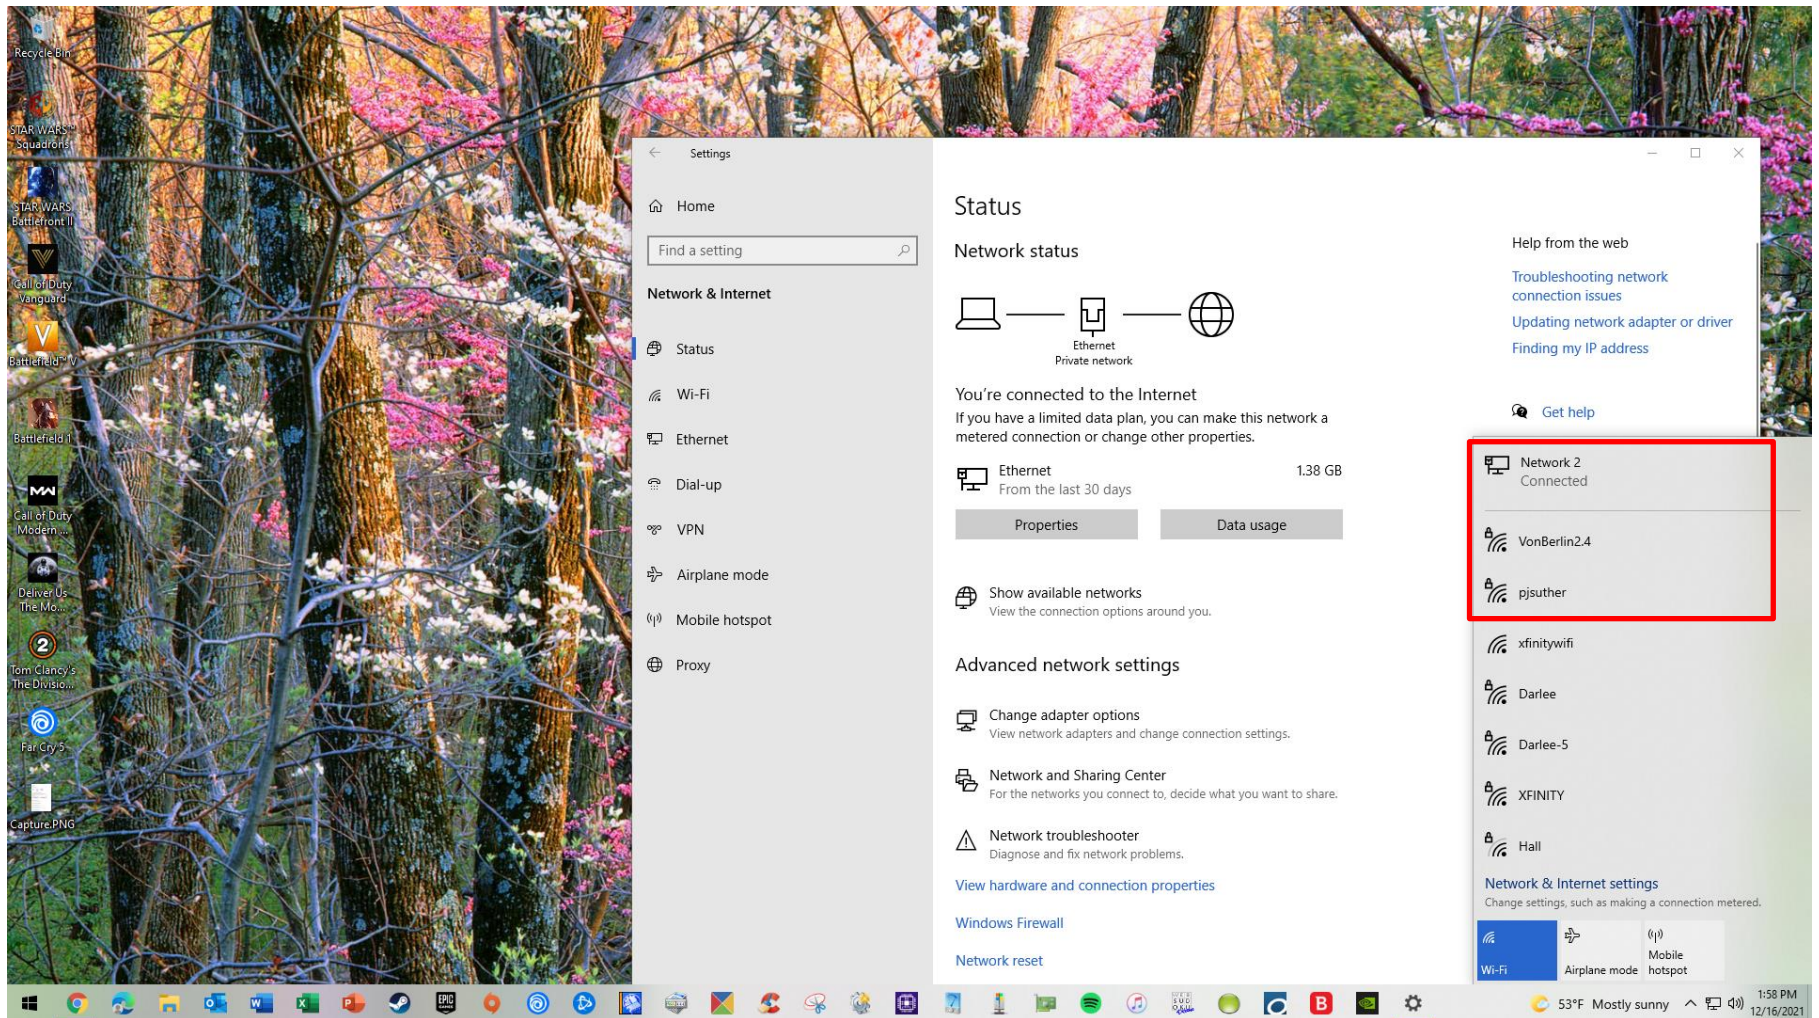 Recycle Bin
STAR WARS™
Squadrons
STAR WARS
Battlefront II
Call of Duty
Vanguard
Battlefield™ V
Battlefield 1
Call of Duty
Modern ...
Deliver Us
The Mo...
Tom Clancy's
The Divisio...
Far Cry 5
Capture.PNG
Settings
Home
Find a setting
Network & Internet
Status
Wi-Fi
Ethernet
Dial-up
VPN
Airplane mode
Mobile hotspot
Proxy
Status
Network status
Ethernet
Private network
You're connected to the Internet
If you have a limited data plan, you can make this network a
metered connection or change other properties.
Ethernet
1.38 GB
From the last 30 days
Properties
Data usage
Show available networks
View the connection options around you.
Advanced network settings
Change adapter options
View network adapters and change connection settings.
Network and Sharing Center
For the networks you connect to, decide what you want to share.
Network troubleshooter
Diagnose and fix network problems.
View hardware and connection properties
Windows Firewall
Network reset
Help from the web
Troubleshooting network
connection issues
Updating network adapter or driver
Finding my IP address
Get help
Network 2
Connected
VonBerlin2.4
pjsuther
xfinitywifi
Darlee
Darlee-5
XFINITY
Hall
Network & Internet settings
Change settings, such as making a connection metered.
Wi-Fi
Airplane mode
Mobile
hotspot
EPIC
53°F Mostly sunny
1:58 PM
12/16/2021